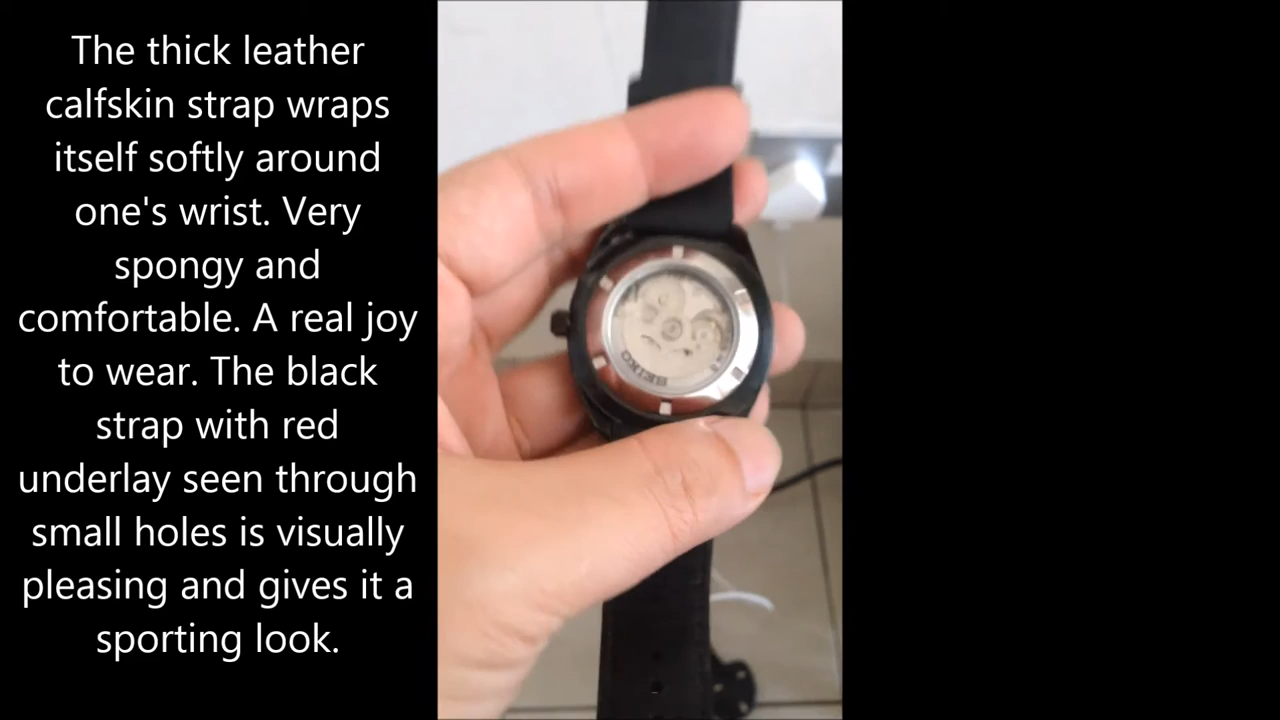 The thick leather
calfskin strap wraps
itself softly around
one's wrist. Very
spongy and
comfortable. A real joy
to wear. The black
strap with red
underlay seen through
small holes is visually
pleasing and gives it a
sporting look.
SEIKO